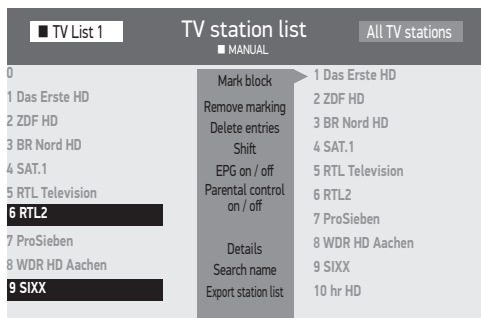 ■ TV List 1
TV station list
■ MANUAL
All TV stations
0
1 Das Erste HD
2 ZDF HD
3 BR Nord HD
4 SAT.1
5 RTL Television
6 RTL2
7 ProSieben
8 WDR HD Aachen
9 SIXX
Mark block
Remove marking
Delete entries
Shift
EPG on / off
Parental control
on / off
Details
Search name
Export station list
1 Das Erste HD
2 ZDF HD
3 BR Nord HD
4 SAT.1
5 RTL Television
6 RTL2
7 ProSieben
8 WDR HD Aachen
9 SIXX
10 hr HD